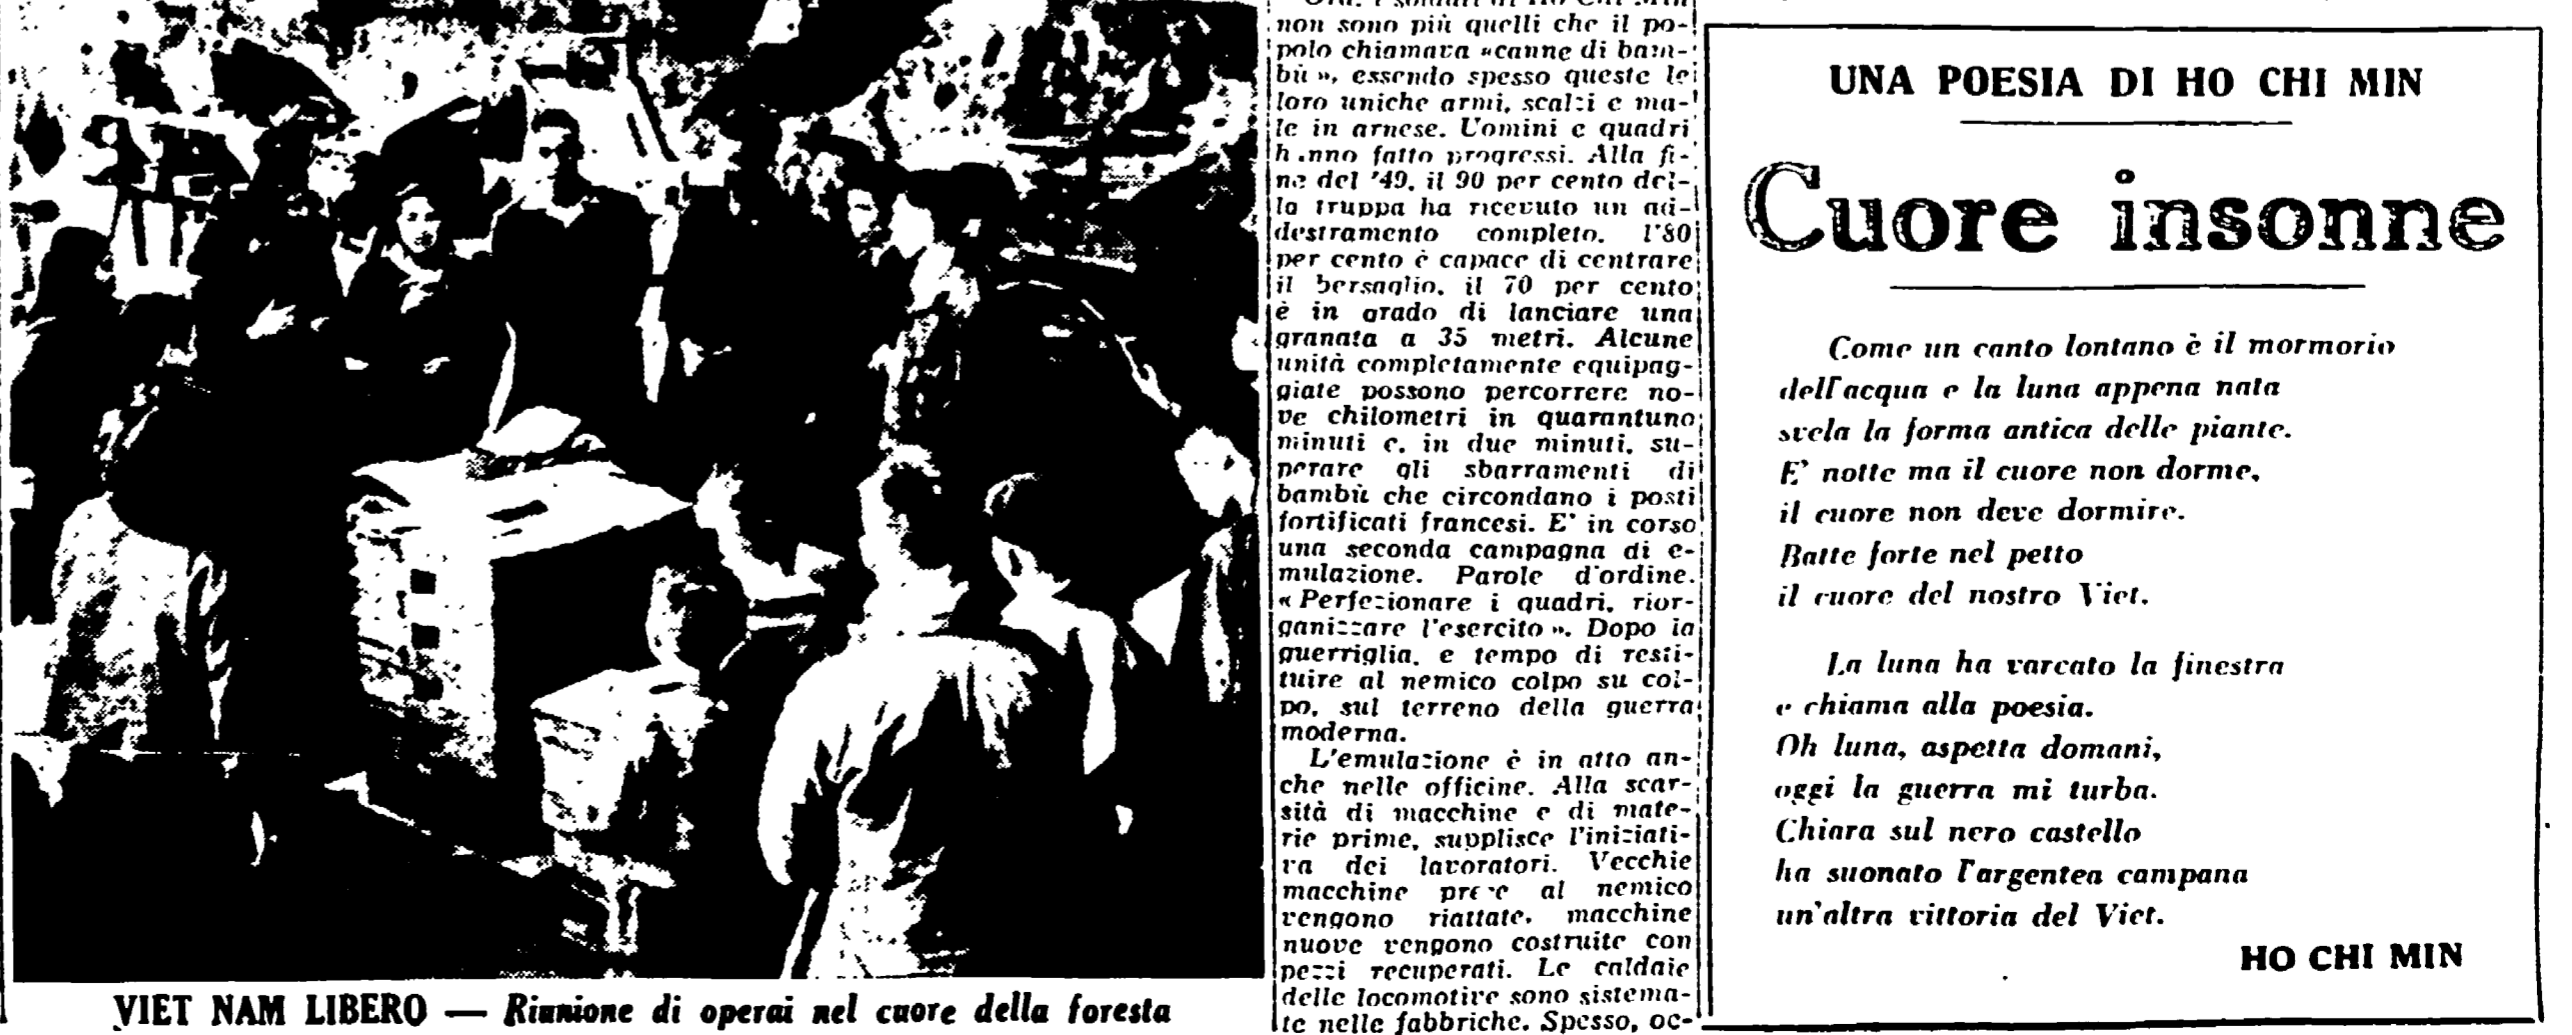 VIET NAM LIBERO — Riunione di operai nel cuore della foresta
non sono più quelli che il po-
polo chiamava «canne di bam-
bù», essendo spesso queste le
loro uniche armi, scalzi e ma-
le in arnese. Uomini e quadri
hanno fatto progressi. Alla fi-
ne del '49, il 90 per cento del-
la truppa ha ricevuto un ad-
destramento completo, l'80
per cento è capace di centrare
il bersaglio, il 70 per cento
è in grado di lanciare una
granata a 35 metri. Alcune
unità completamente equipag-
giate possono percorrere no-
ve chilometri in quarantuno
minuti e, in due minuti, su-
perare gli sbarramenti di
bambù che circondano i posti
fortificati francesi. E' in corso
una seconda campagna di e-
mulazione. Parole d'ordine.
«Perfezionare i quadri, rior-
ganizzare l'esercito». Dopo la
guerriglia, e tempo di resti-
tuire al nemico colpo su col-
po, sul terreno della guerra
moderna.
L'emulazione è in atto an-
che nelle officine. Alla scar-
sità di macchine e di mate-
rie prime, supplisce l'iniziati-
va dei lavoratori. Vecchie
macchine prese al nemico
vengono riattate, macchine
nuove vengono costruite con
pezzi recuperati. Le caldaie
delle locomotive sono sistema-
te nelle fabbriche. Spesso, oc-
UNA POESIA DI HO CHI MIN
Cuore insonne
Come un canto lontano è il mormorio
dell'acqua e la luna appena nata
svela la forma antica delle piante.
E' notte ma il cuore non dorme,
il cuore non deve dormire.
Batte forte nel petto
il cuore del nostro Viet.
La luna ha varcato la finestra
e chiama alla poesia.
Oh luna, aspetta domani,
oggi la guerra mi turba.
Chiara sul nero castello
ha suonato l'argentea campana
un'altra vittoria del Viet.
HO CHI MIN